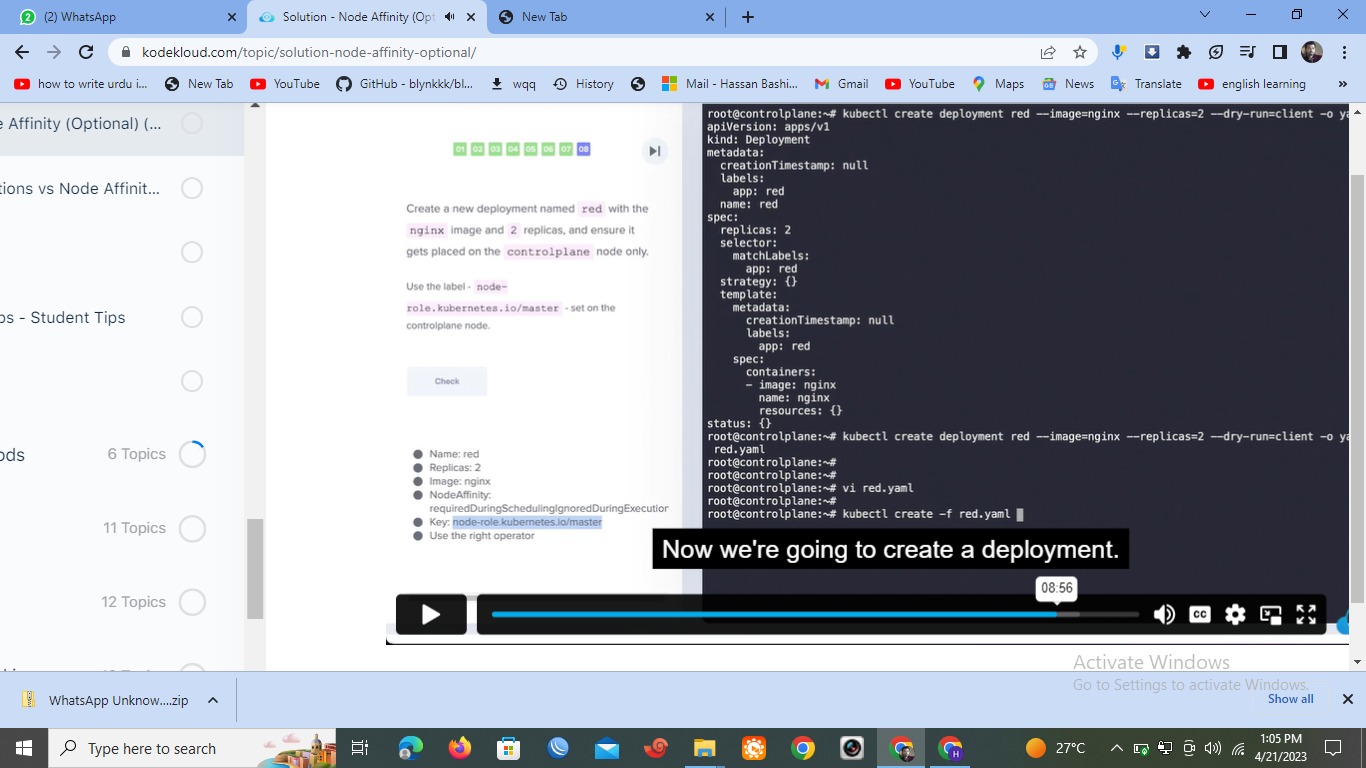 (2) WhatsApp
Solution - Node Affinity (Opt
New Tab
kodekloud.com/topic/solution-node-affinity-optional/
how to write urdu i...
New Tab
YouTube
GitHub - blynkkk/bl...
wqq
History
Mail - Hassan Bashi...
Gmail
YouTube
Maps
News
Translate
english learning
»
e Affinity (Optional) (...
tions vs Node Affinit...
ps - Student Tips
ods
6 Topics
11 Topics
12 Topics
01 02 03 04 05 06 07 08
Create a new deployment named red with the
nginx image and 2 replicas, and ensure it
gets placed on the controlplane node only.
Use the label - node-
role.kubernetes.io/master - set on the
controlplane node.
Check
Name: red
Replicas: 2
Image: nginx
NodeAffinity:
requiredDuringSchedulingIgnoredDuringExecution
Key: node-role.kubernetes.io/master
Use the right operator
root@controlplane:~# kubectl create deployment red --image=nginx --replicas=2 --dry-run=client -o ya
apiVersion: apps/v1
kind: Deployment
metadata:
  creationTimestamp: null
  labels:
    app: red
  name: red
spec:
  replicas: 2
  selector:
    matchLabels:
      app: red
  strategy: {}
  template:
    metadata:
      creationTimestamp: null
      labels:
        app: red
    spec:
      containers:
      - image: nginx
        name: nginx
        resources: {}
status: {}
root@controlplane:~# kubectl create deployment red --image=nginx --replicas=2 --dry-run=client -o ya
 red.yaml
root@controlplane:~#
root@controlplane:~#
root@controlplane:~# vi red.yaml
root@controlplane:~#
root@controlplane:~# kubectl create -f red.yaml
Now we're going to create a deployment.
08:56
CC
Activate Windows
Go to Settings to activate Windows.
WhatsApp Unknow....zip
Show all
Type here to search
H
27°C
1:05 PM
4/21/2023